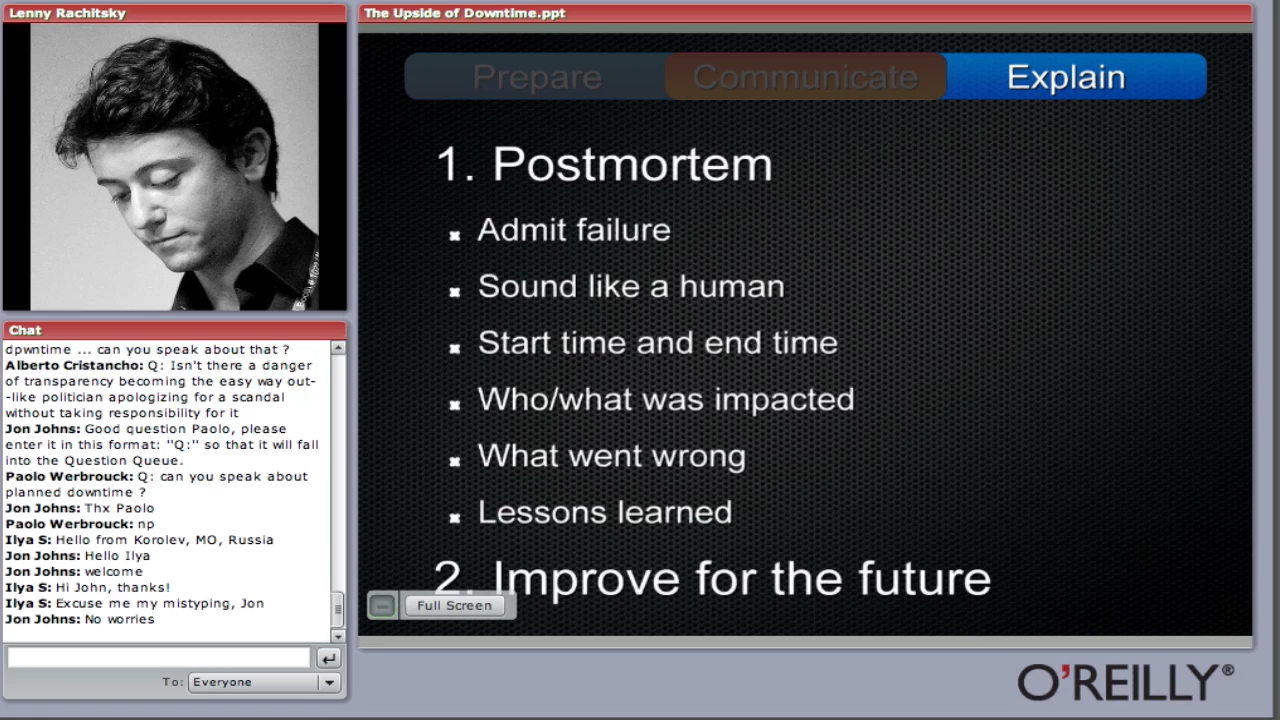 Lenny Rachitsky
The Upside of Downtime.ppt
Prepare
Communicate
Explain
1. Postmortem
Admit failure
Sound like a human
Start time and end time
Who/what was impacted
What went wrong
Lessons learned
2. Improve for the future
Full Screen
Chat
dpwntime ... can you speak about that ?
Alberto Cristancho: Q: Isn't there a danger
of transparency becoming the easy way out-
-like politician apologizing for a scandal
without taking responsibility for it
Jon Johns: Good question Paolo, please
enter it in this format: "Q:" so that it will fall
into the Question Queue.
Paolo Werbrouck: Q: can you speak about
planned downtime ?
Jon Johns: Thx Paolo
Paolo Werbrouck: np
Ilya S: Hello from Korolev, MO, Russia
Jon Johns: Hello Ilya
Jon Johns: welcome
Ilya S: Hi John, thanks!
Ilya S: Excuse me my mistyping, Jon
Jon Johns: No worries
To: Everyone
O'REILLY®